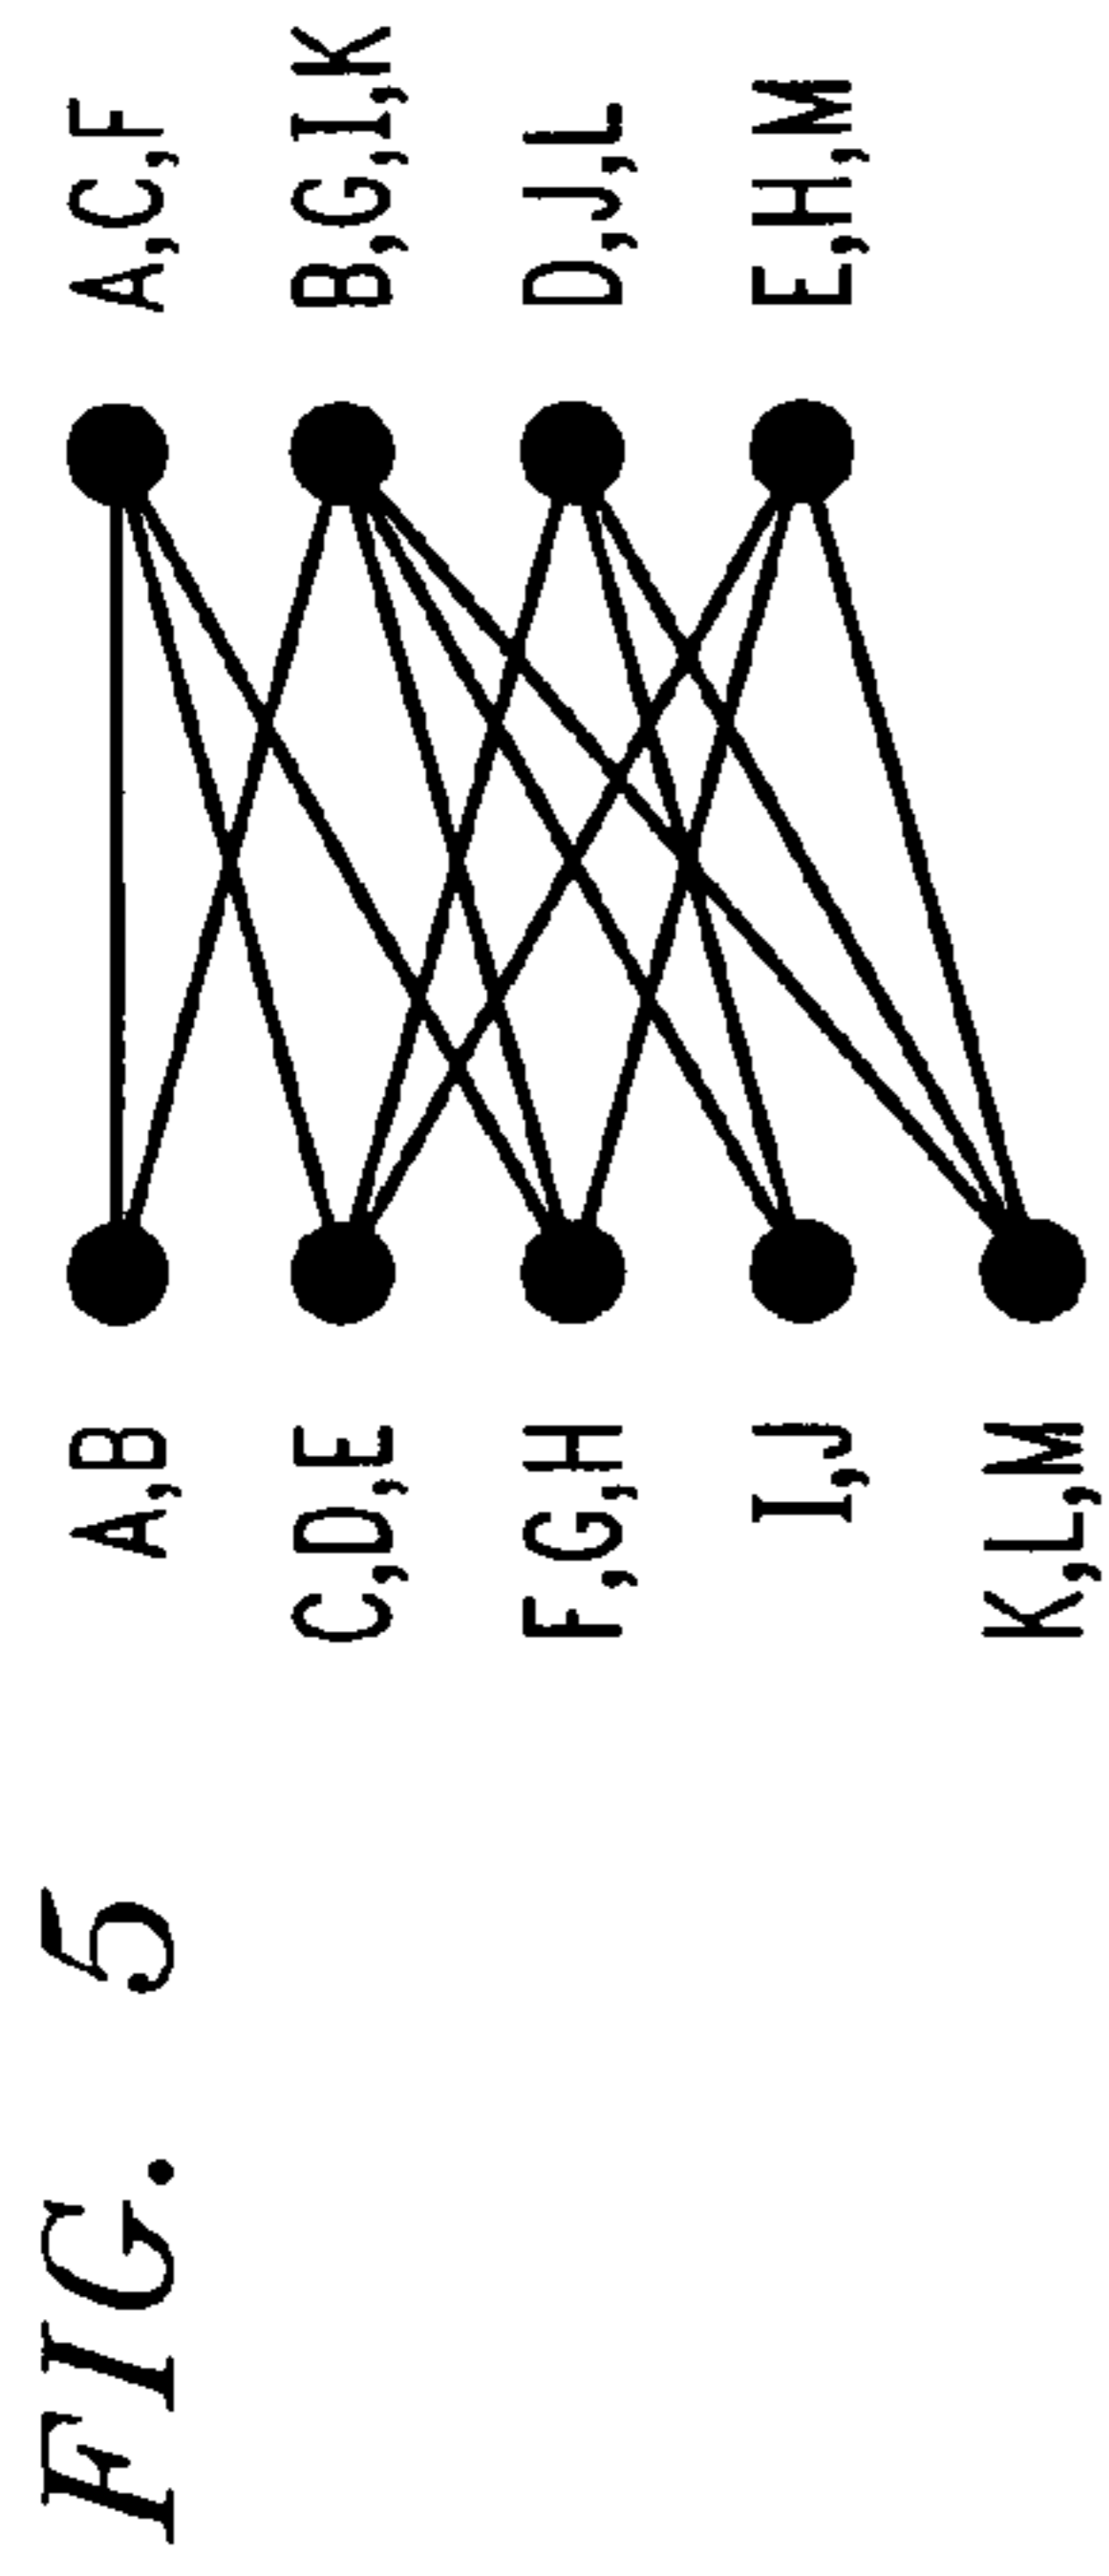 FIG. 5
A,B
C,D,E
F,G,H
I,J
K,L,M
A,C,F
B,G,I,K
D,J,L
E,H,M